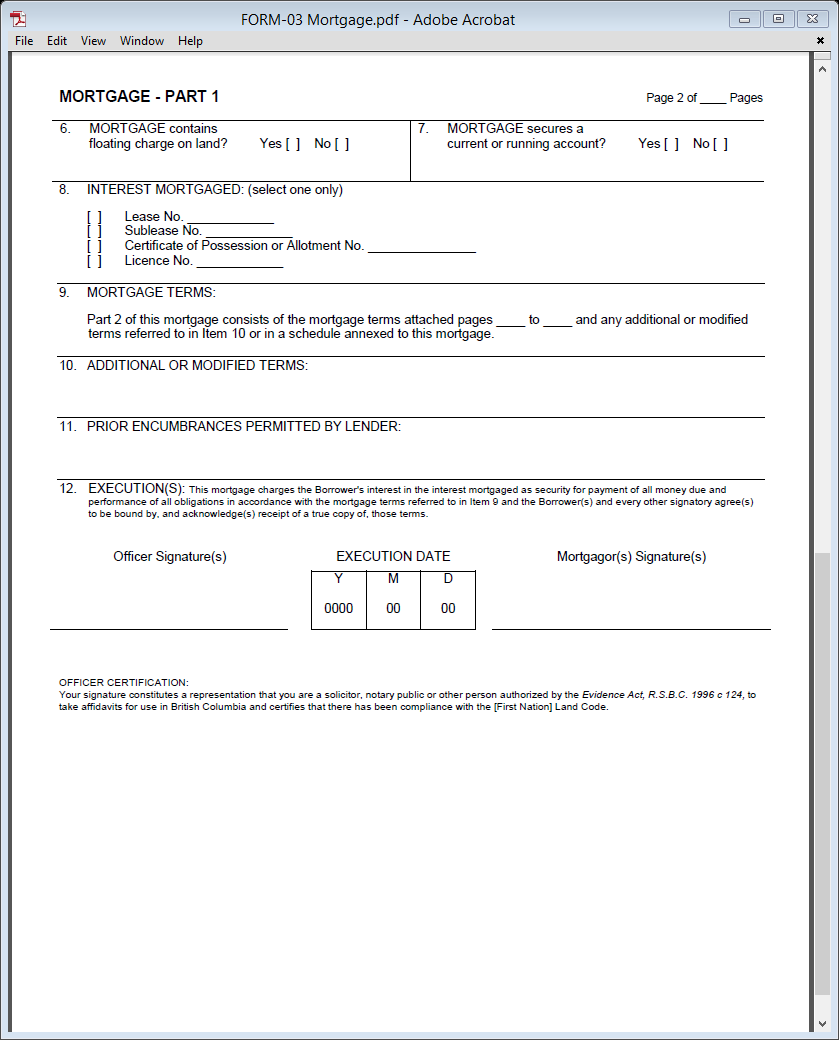 FORM-03 Mortgage.pdf - Adobe Acrobat
File Edit View Window Help
MORTGAGE - PART 1
Page 2 of ____ Pages
6. MORTGAGE contains
floating charge on land? Yes [ ] No [ ]
7. MORTGAGE secures a
current or running account? Yes [ ] No [ ]
8. INTEREST MORTGAGED: (select one only)
[ ] Lease No. ____________
[ ] Sublease No. ____________
[ ] Certificate of Possession or Allotment No. _______________
[ ] Licence No. ____________
9. MORTGAGE TERMS:
Part 2 of this mortgage consists of the mortgage terms attached pages ____ to ____ and any additional or modified
terms referred to in Item 10 or in a schedule annexed to this mortgage.
10. ADDITIONAL OR MODIFIED TERMS:
11. PRIOR ENCUMBRANCES PERMITTED BY LENDER:
12. EXECUTION(S): This mortgage charges the Borrower's interest in the interest mortgaged as security for payment of all money due and
performance of all obligations in accordance with the mortgage terms referred to in Item 9 and the Borrower(s) and every other signatory agree(s)
to be bound by, and acknowledge(s) receipt of a true copy of, those terms.
Officer Signature(s) EXECUTION DATE Mortgagor(s) Signature(s)
Y M D
0000 00 00
OFFICER CERTIFICATION:
Your signature constitutes a representation that you are a solicitor, notary public or other person authorized by the Evidence Act, R.S.B.C. 1996 c 124, to
take affidavits for use in British Columbia and certifies that there has been compliance with the [First Nation] Land Code.